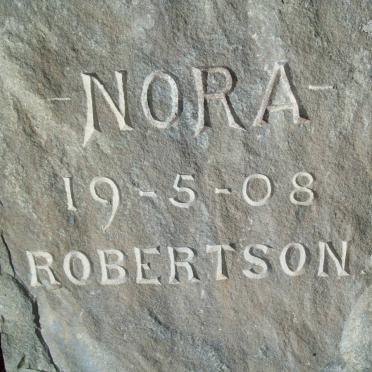 -NORA-
19-5-08
ROBERTSON.